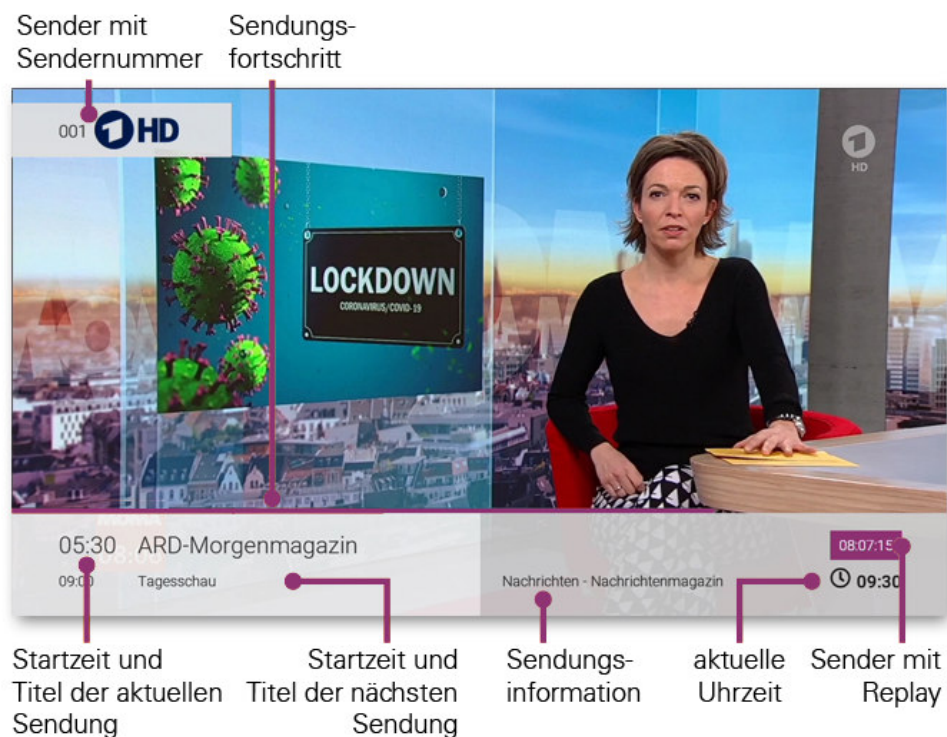 Sender mit
Sendernummer
Sendungs-
fortschritt
001 1 HD
1
HD
LOCKDOWN
CORONAVIRUS/COVID-19
05:30 ARD-Morgenmagazin
08:07:15
09:00 Tagesschau
Nachrichten - Nachrichtenmagazin
09:30
Startzeit und
Titel der aktuellen
Sendung
Startzeit und
Titel der nächsten
Sendung
Sendungs-
information
aktuelle
Uhrzeit
Sender mit
Replay